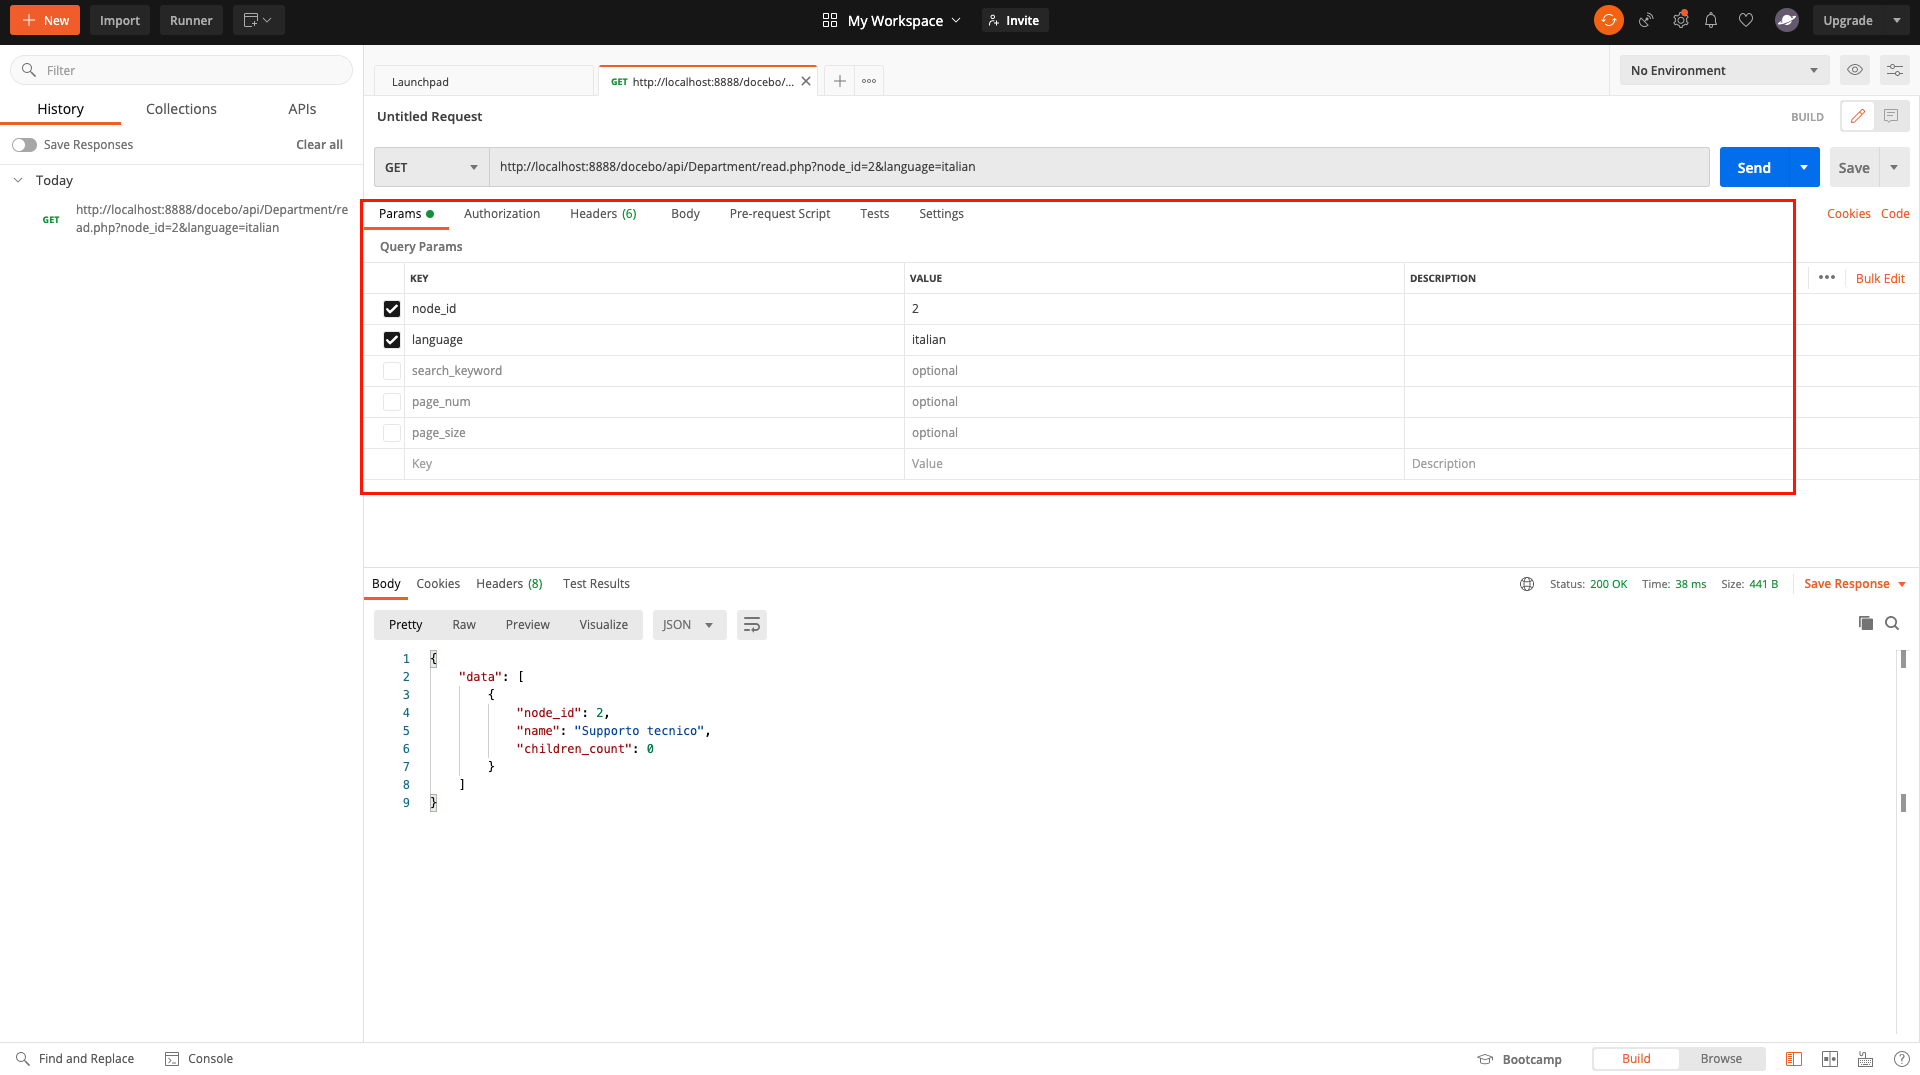 New
Import
Runner
My Workspace
Invite
Upgrade
Filter
History
Collections
APIs
Save Responses
Clear all
Today
GET
http://localhost:8888/docebo/api/Department/re
ad.php?node_id=2&language=italian
Launchpad
GET http://localhost:8888/docebo/...
No Environment
Untitled Request
BUILD
GET
http://localhost:8888/docebo/api/Department/read.php?node_id=2&language=italian
Send
Save
Params
Authorization
Headers (6)
Body
Pre-request Script
Tests
Settings
Cookies
Code
Query Params
KEY
VALUE
DESCRIPTION
Bulk Edit
node_id
2
language
italian
search_keyword
optional
page_num
optional
page_size
optional
Key
Value
Description
Body
Cookies
Headers (8)
Test Results
Status: 200 OK
Time: 38 ms
Size: 441 B
Save Response
Pretty
Raw
Preview
Visualize
JSON
1 {
2 "data": [
3 {
4 "node_id": 2,
5 "name": "Supporto tecnico",
6 "children_count": 0
7 }
8 ]
9 }
Find and Replace
Console
Bootcamp
Build
Browse